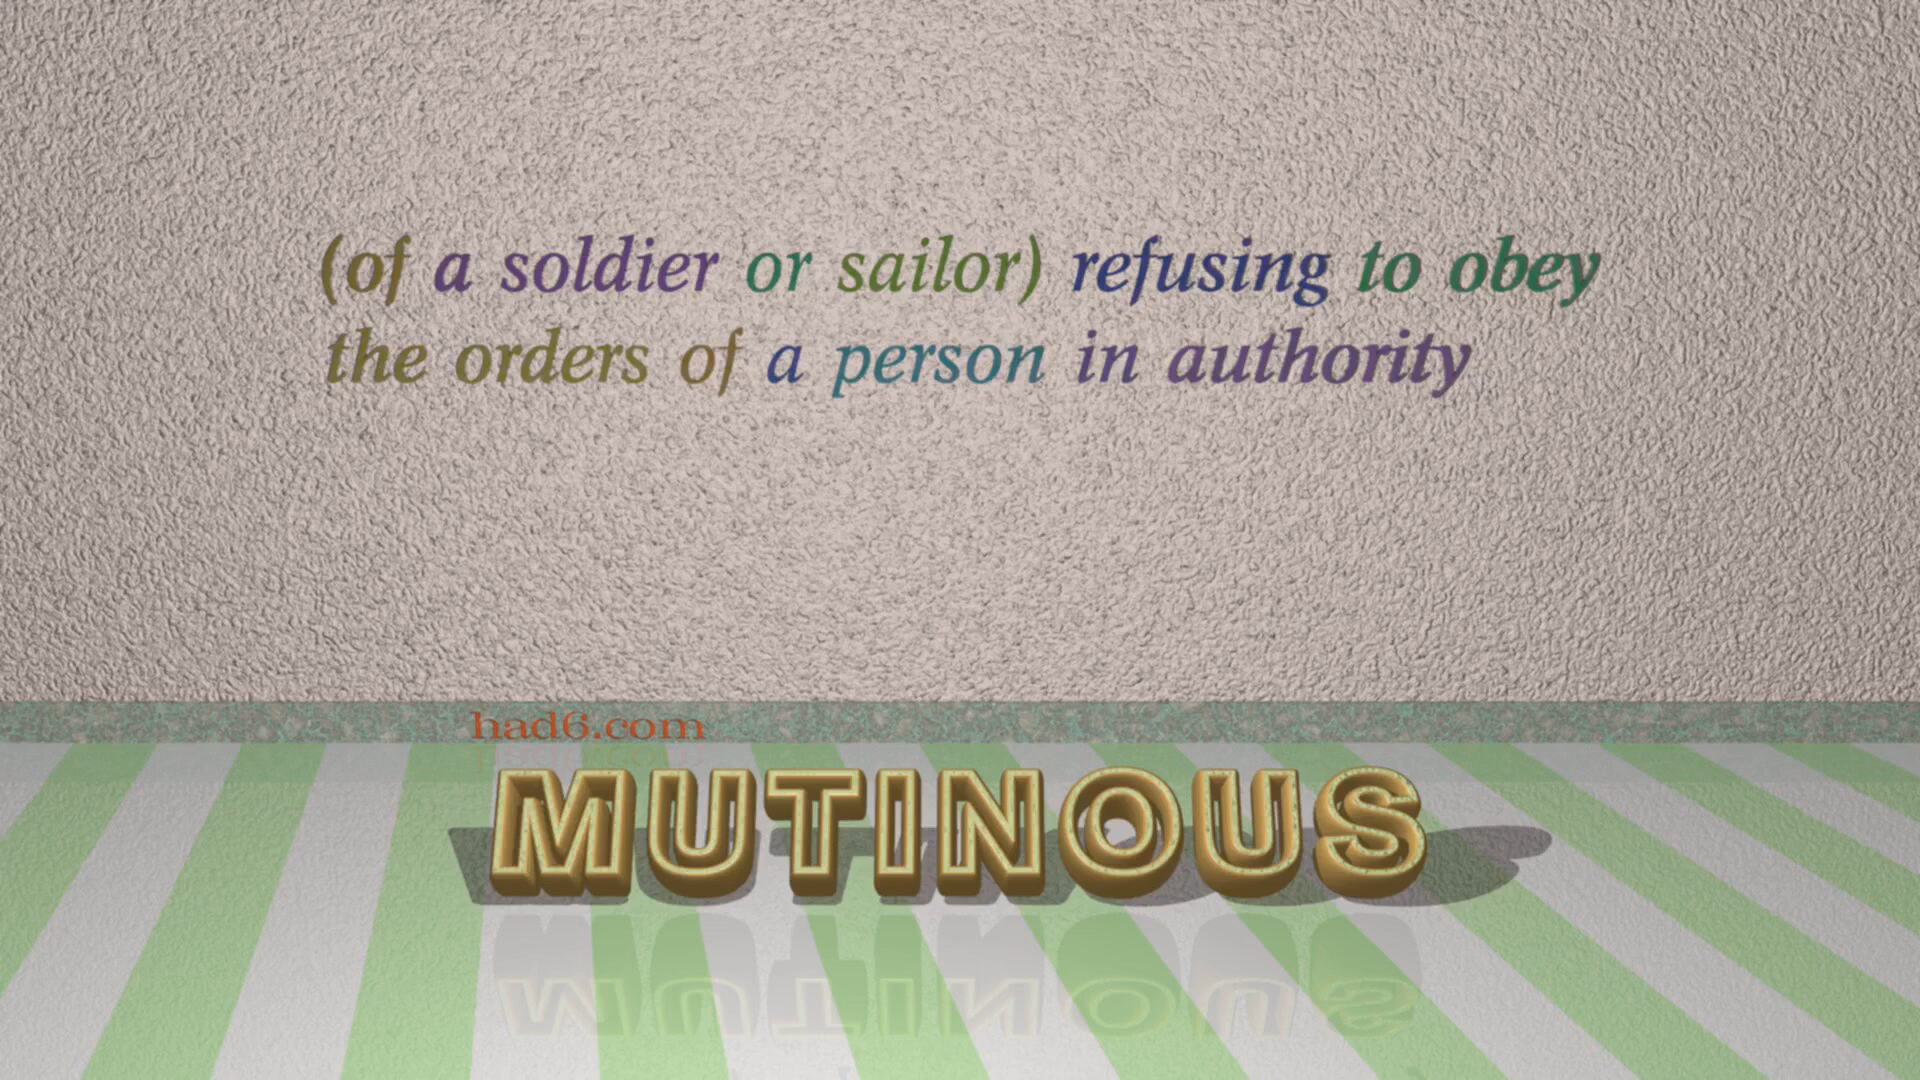 (of a soldier or sailor) refusing to obey
the orders of a person in authority
had6.com
MUTINOUS